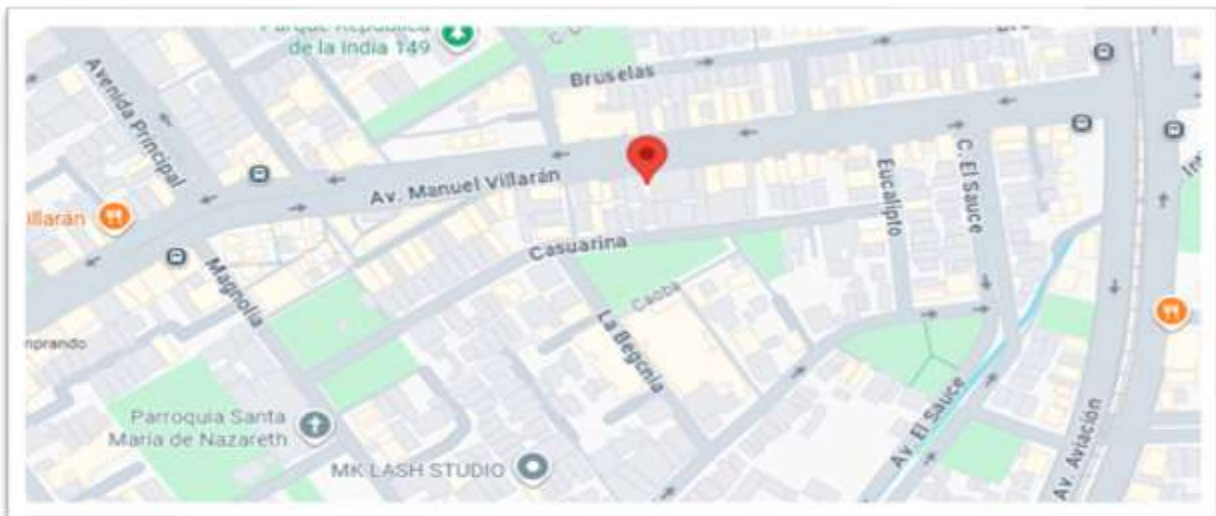 Parque República
de la India 149
Bruselas
Avenida Principal
Av. Manuel Villarán
illarán
C. El Sauce
Eucalipto
Casuarina
Magnolia
Caoba
La Begonia
mprando
Parroquia Santa
María de Nazareth
MK LASH STUDIO
Av. El Sauce
Av. Aviación